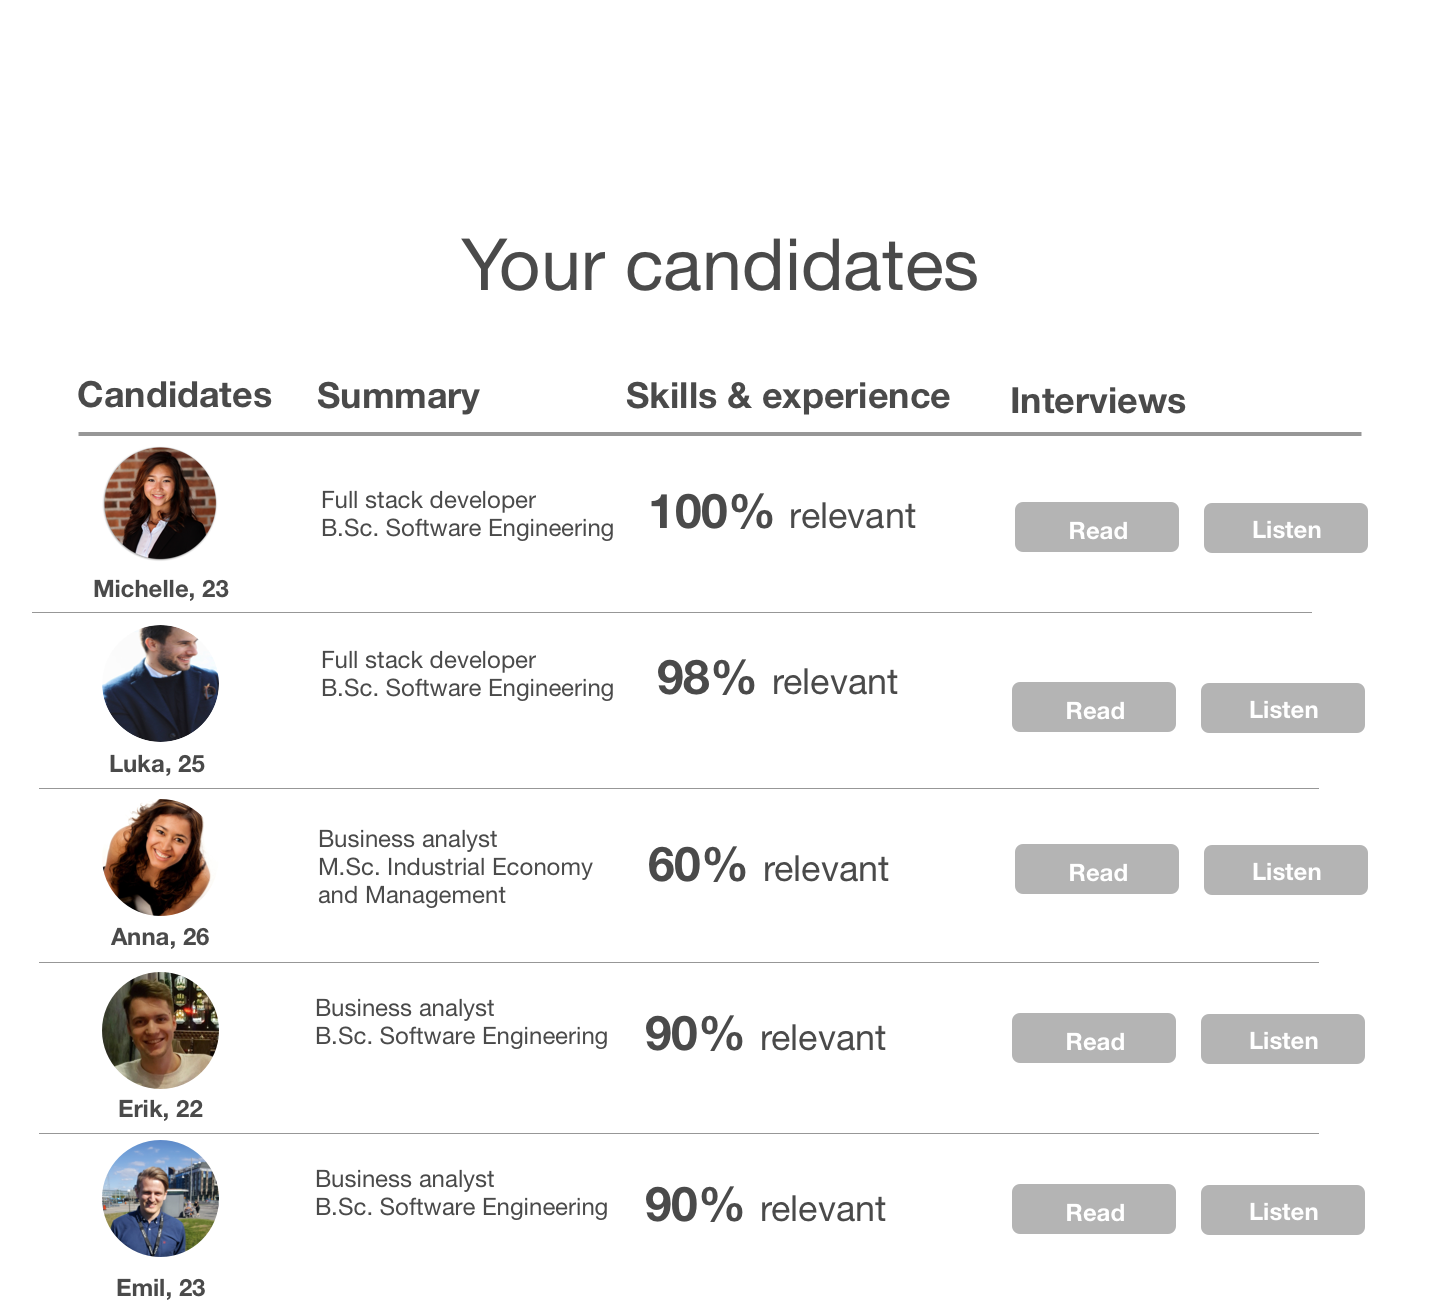 Your candidates
Candidates Summary Skills & experience Interviews
Full stack developer
B.Sc. Software Engineering
100% relevant
Read Listen
Michelle, 23
Full stack developer
B.Sc. Software Engineering
98% relevant
Read Listen
Luka, 25
Business analyst
M.Sc. Industrial Economy
and Management
60% relevant
Read Listen
Anna, 26
Business analyst
B.Sc. Software Engineering
90% relevant
Read Listen
Erik, 22
Business analyst
B.Sc. Software Engineering
90% relevant
Read Listen
Emil, 23